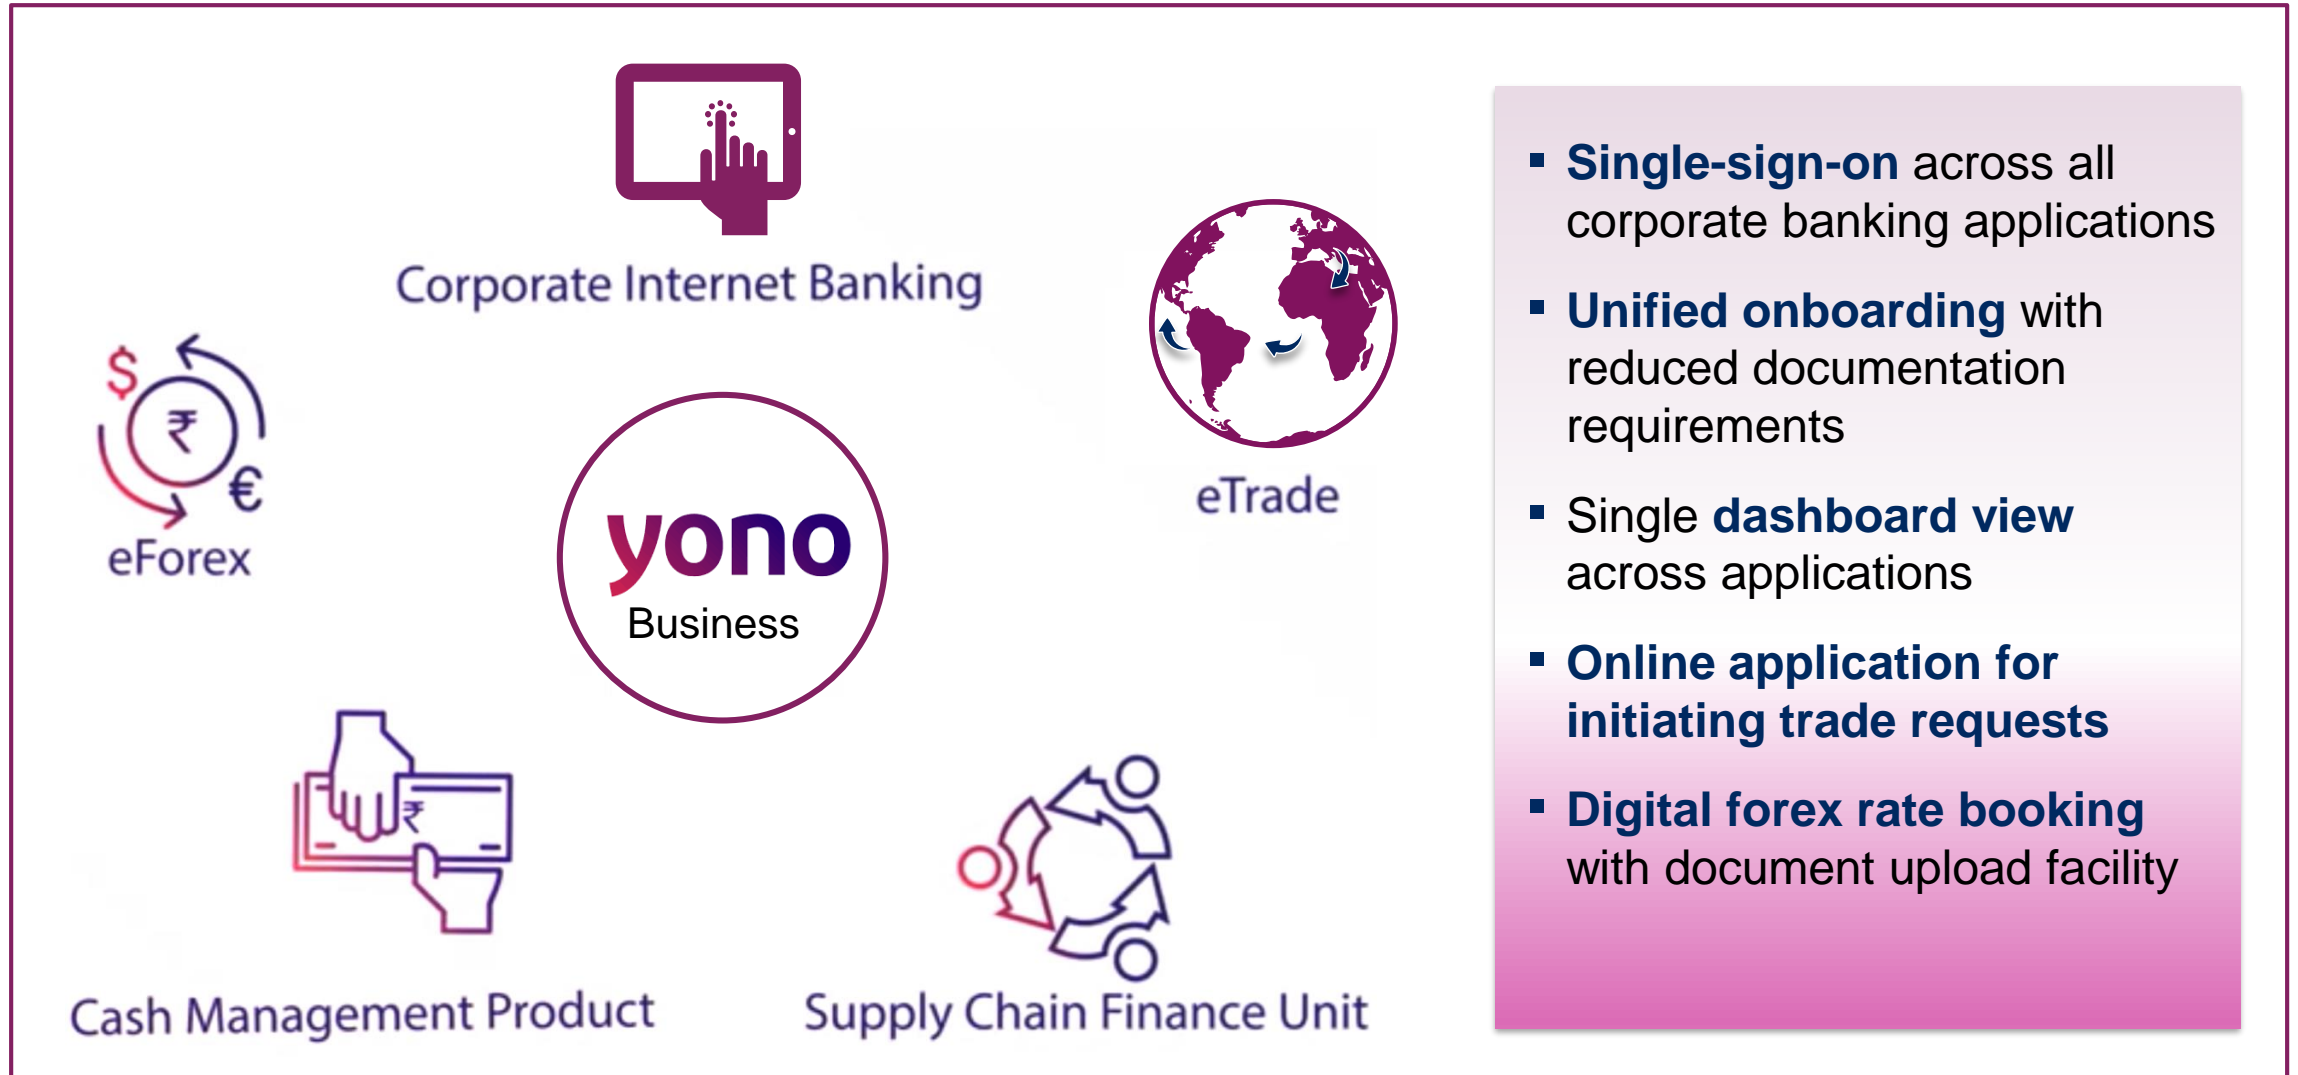 Corporate Internet Banking
$
₹
€
eForex
eTrade
yono
Business
₹
Cash Management Product
Supply Chain Finance Unit
▪ Single-sign-on across all
corporate banking applications
▪ Unified onboarding with
reduced documentation
requirements
▪ Single dashboard view
across applications
▪ Online application for
initiating trade requests
▪ Digital forex rate booking
with document upload facility